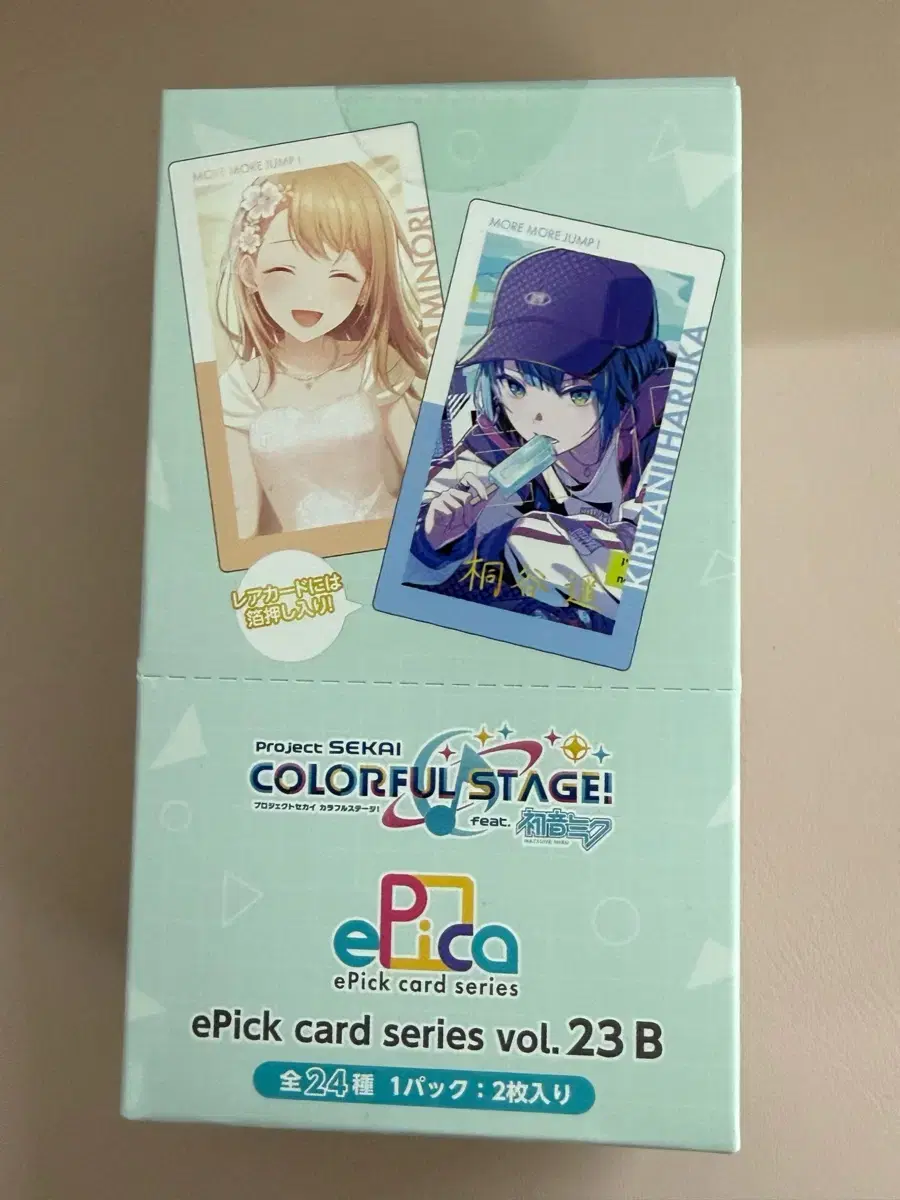 MORE MORE JUMP!
MINORI
MORE MORE JUMP!
KIRITANI HARUKA
桐谷遥
レアカードには
箔押し入り!
Project SEKAI
COLORFUL STAGE!
プロジェクトセカイ カラフルステージ!
feat. 初音ミク
HATSUNE MIKU
ePica
ePick card series
ePick card series vol. 23 B
全24種 1パック:2枚入り